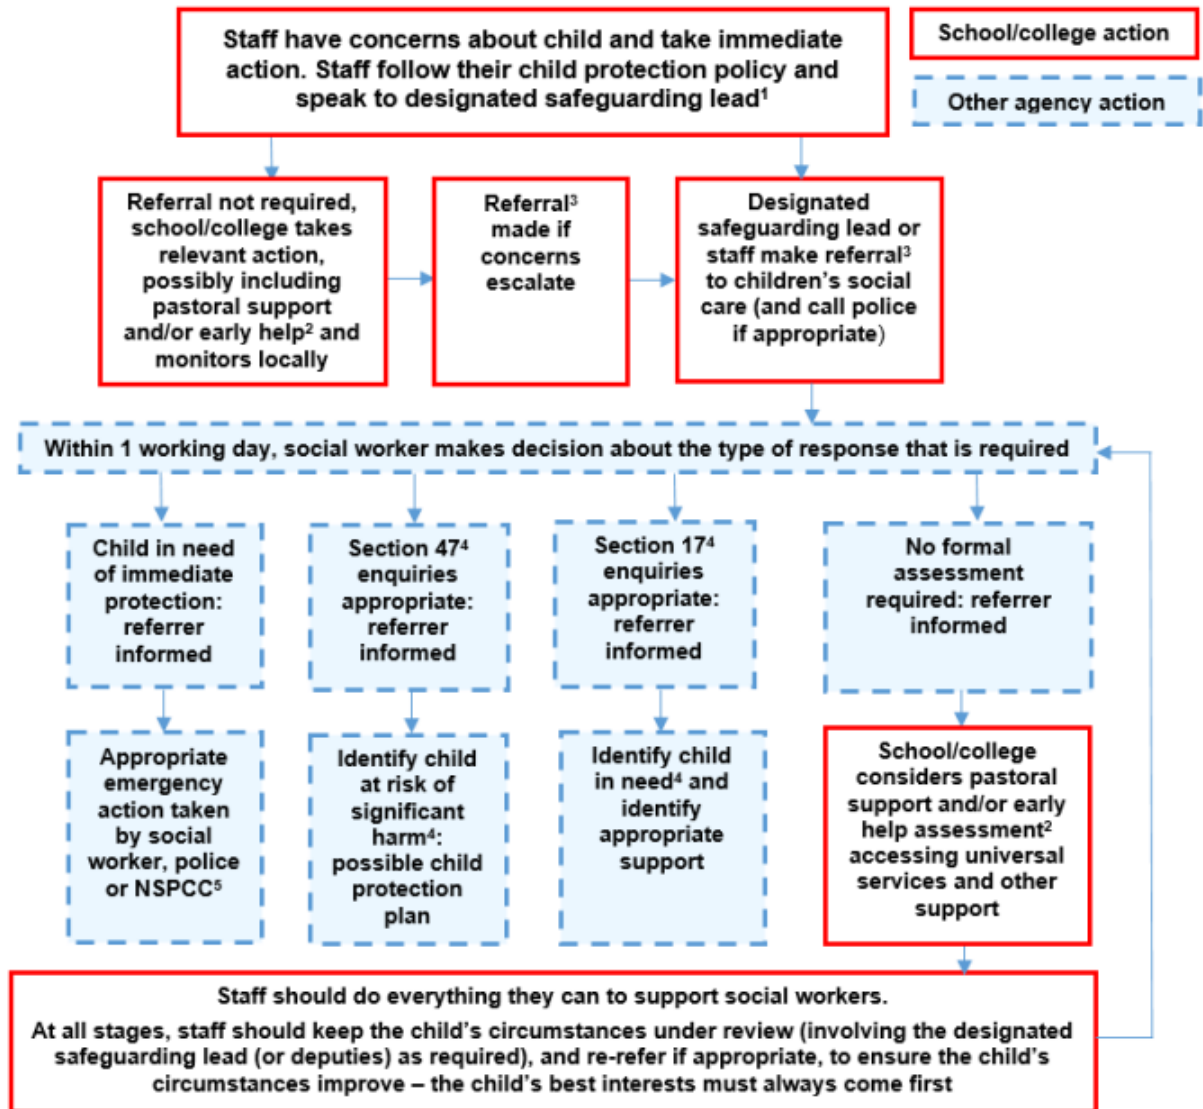 Staff have concerns about child and take immediate
action. Staff follow their child protection policy and
speak to designated safeguarding lead¹
School/college action
Other agency action
Referral not required,
school/college takes
relevant action,
possibly including
pastoral support
and/or early help² and
monitors locally
Referral³
made if
concerns
escalate
Designated
safeguarding lead or
staff make referral³
to children’s social
care (and call police
if appropriate)
Within 1 working day, social worker makes decision about the type of response that is required
Child in need
of immediate
protection:
referrer
informed
Section 47⁴
enquiries
appropriate:
referrer
informed
Section 17⁴
enquiries
appropriate:
referrer
informed
No formal
assessment
required: referrer
informed
Appropriate
emergency
action taken
by social
worker, police
or NSPCC⁵
Identify child
at risk of
significant
harm⁴:
possible child
protection
plan
Identify child
in need⁴ and
identify
appropriate
support
School/college
considers pastoral
support and/or early
help assessment²
accessing universal
services and other
support
Staff should do everything they can to support social workers.
At all stages, staff should keep the child’s circumstances under review (involving the designated
safeguarding lead (or deputies) as required), and re-refer if appropriate, to ensure the child’s
circumstances improve – the child’s best interests must always come first